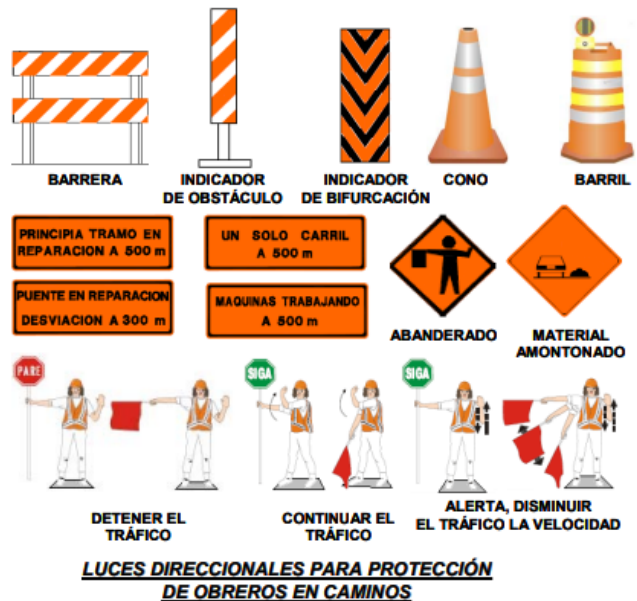 BARRERA
INDICADOR
DE OBSTÁCULO
INDICADOR
DE BIFURCACIÓN
CONO
BARRIL
PRINCIPIA TRAMO EN
REPARACION A 500 m
UN SOLO CARRIL
A 500 m
PUENTE EN REPARACION
DESVIACION A 300 m
MAQUINAS TRABAJANDO
A 500 m
ABANDERADO
MATERIAL
AMONTONADO
PARE
SIGA
SIGA
DETENER EL
TRÁFICO
CONTINUAR EL
TRÁFICO
ALERTA, DISMINUIR
EL TRÁFICO LA VELOCIDAD
LUCES DIRECCIONALES PARA PROTECCIÓN
DE OBREROS EN CAMINOS